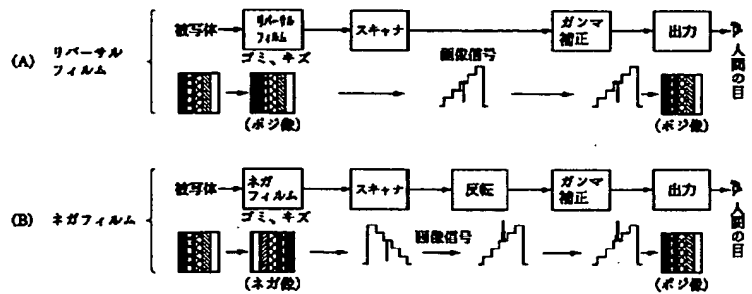 (A) リバーサル
フィルム
被写体
リバーサル
フィルム
スキャナ
ガンマ
補正
出力
人間の目
ゴミ、キズ
画像信号
(ポジ像)
(ポジ像)
(B) ネガフィルム
被写体
ネガ
フィルム
スキャナ
反転
ガンマ
補正
出力
人間の目
ゴミ、キズ
画像信号
(ネガ像)
(ポジ像)